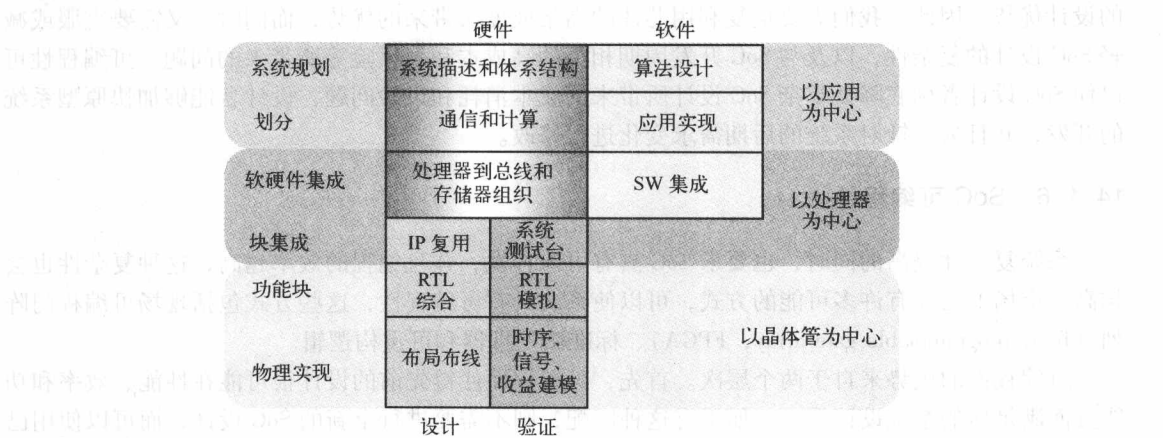 硬件 软件
系统规划 系统描述和体系结构 算法设计 以应用
划分 通信和计算 应用实现 为中心
软硬件集成 处理器到总线和 SW 集成 以处理器
存储器组织 为中心
块集成 IP 复用 系统
测试台
功能块 RTL RTL
综合 模拟
物理实现 布局布线 时序、 以晶体管为中心
信号、
收益建模
设计 验证